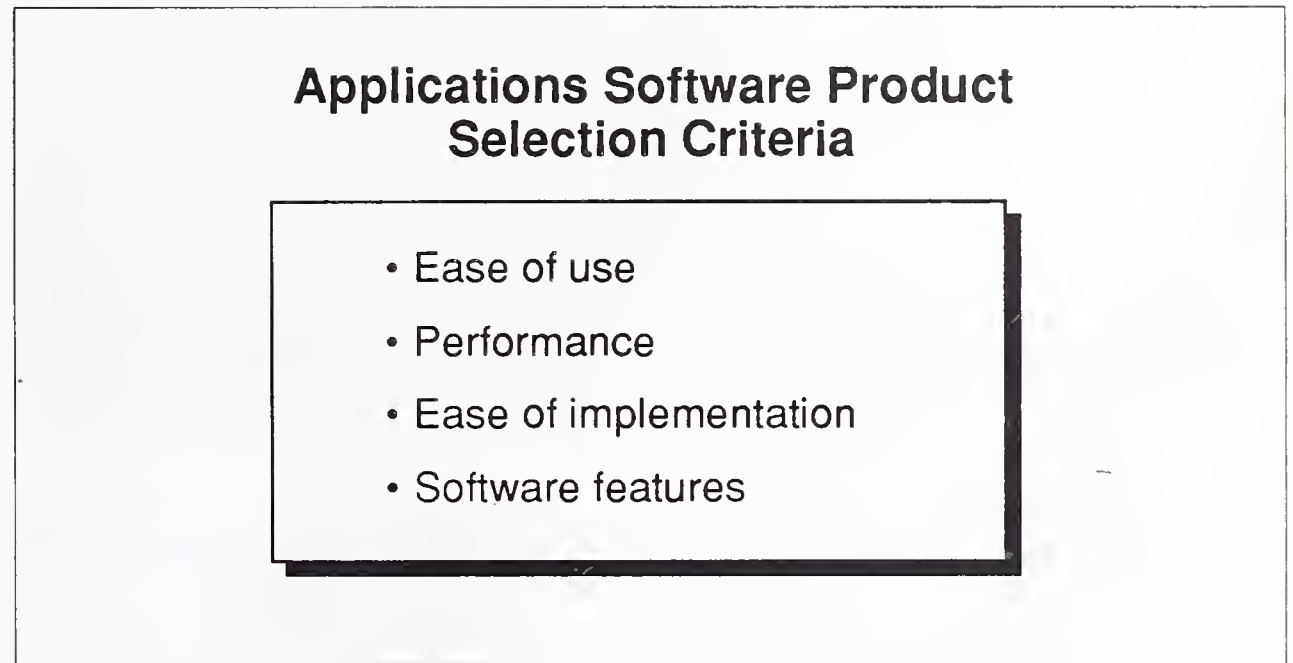 Applications Software Product
Selection Criteria
• Ease of use
• Performance
• Ease of implementation
• Software features